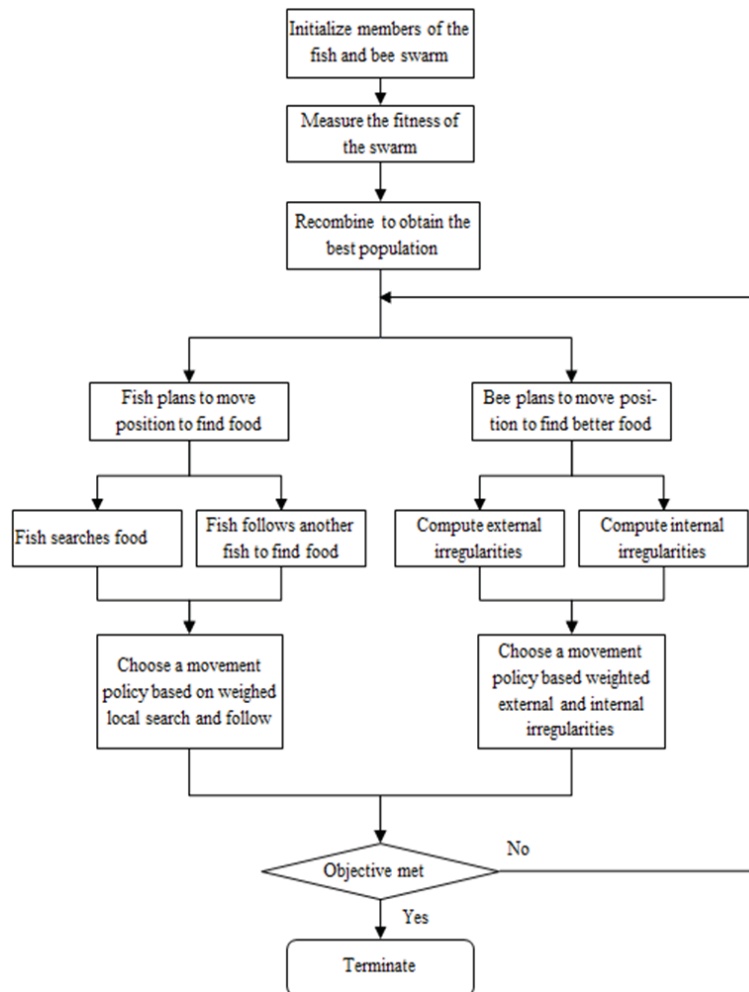 Initialize members of the
fish and bee swarm
Measure the fitness of
the swarm
Recombine to obtain the
best population
Fish plans to move
position to find food
Bee plans to move posi-
tion to find better food
Fish searches food
Fish follows another
fish to find food
Compute external
irregularities
Compute internal
irregularities
Choose a movement
policy based on weighed
local search and follow
Choose a movement
policy based weighted
external and internal
irregularities
Objective met
No
Yes
Terminate